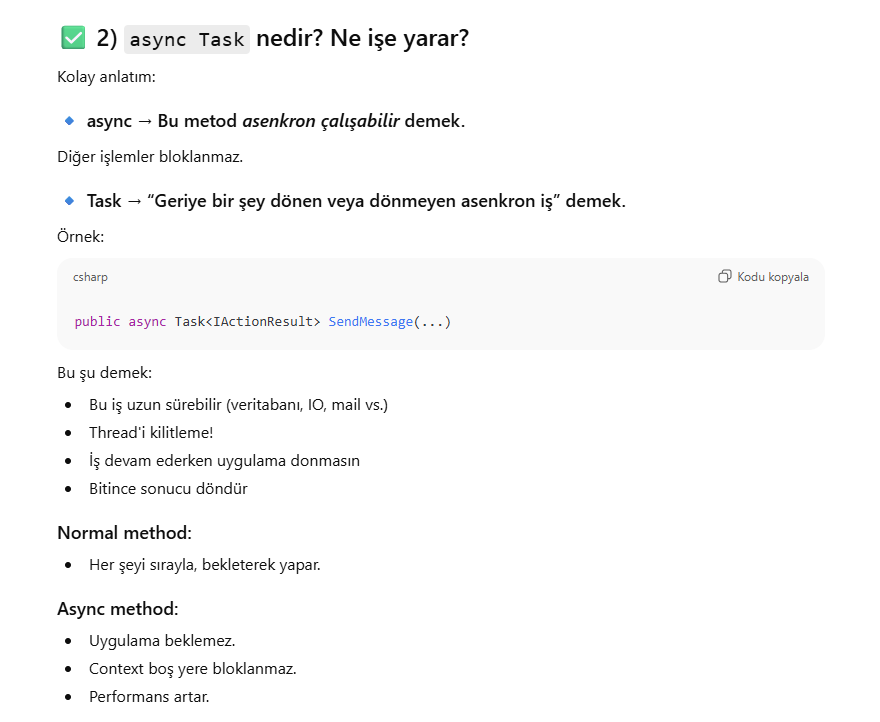 ✅ 2) async Task nedir? Ne işe yarar?
Kolay anlatım:
🔹 async → Bu metod asenkron çalışabilir demek.
Diğer işlemler bloklanmaz.
🔹 Task → “Geriye bir şey dönen veya dönmeyen asenkron iş” demek.
Örnek:
csharp Kodu kopyala
public async Task<IActionResult> SendMessage(...)
Bu şu demek:
• Bu iş uzun sürebilir (veritabanı, IO, mail vs.)
• Thread'i kilitleme!
• İş devam ederken uygulama donmasın
• Bitince sonucu döndür
Normal method:
• Her şeyi sırayla, bekleterek yapar.
Async method:
• Uygulama beklemez.
• Context boş yere bloklanmaz.
• Performans artar.